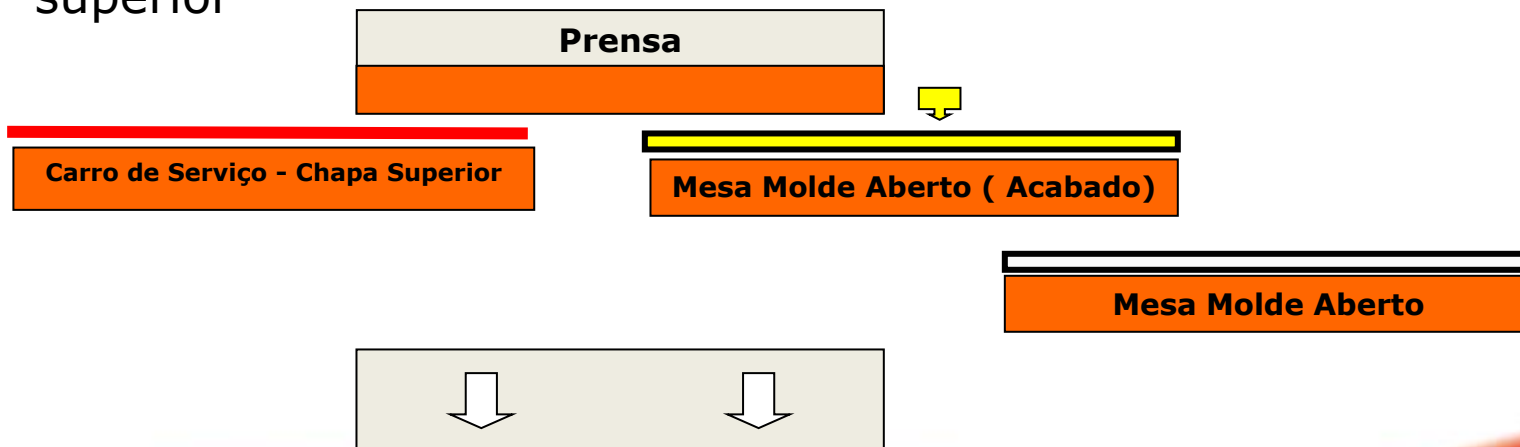 superior
Prensa
Carro de Serviço - Chapa Superior
Mesa Molde Aberto ( Acabado)
Mesa Molde Aberto